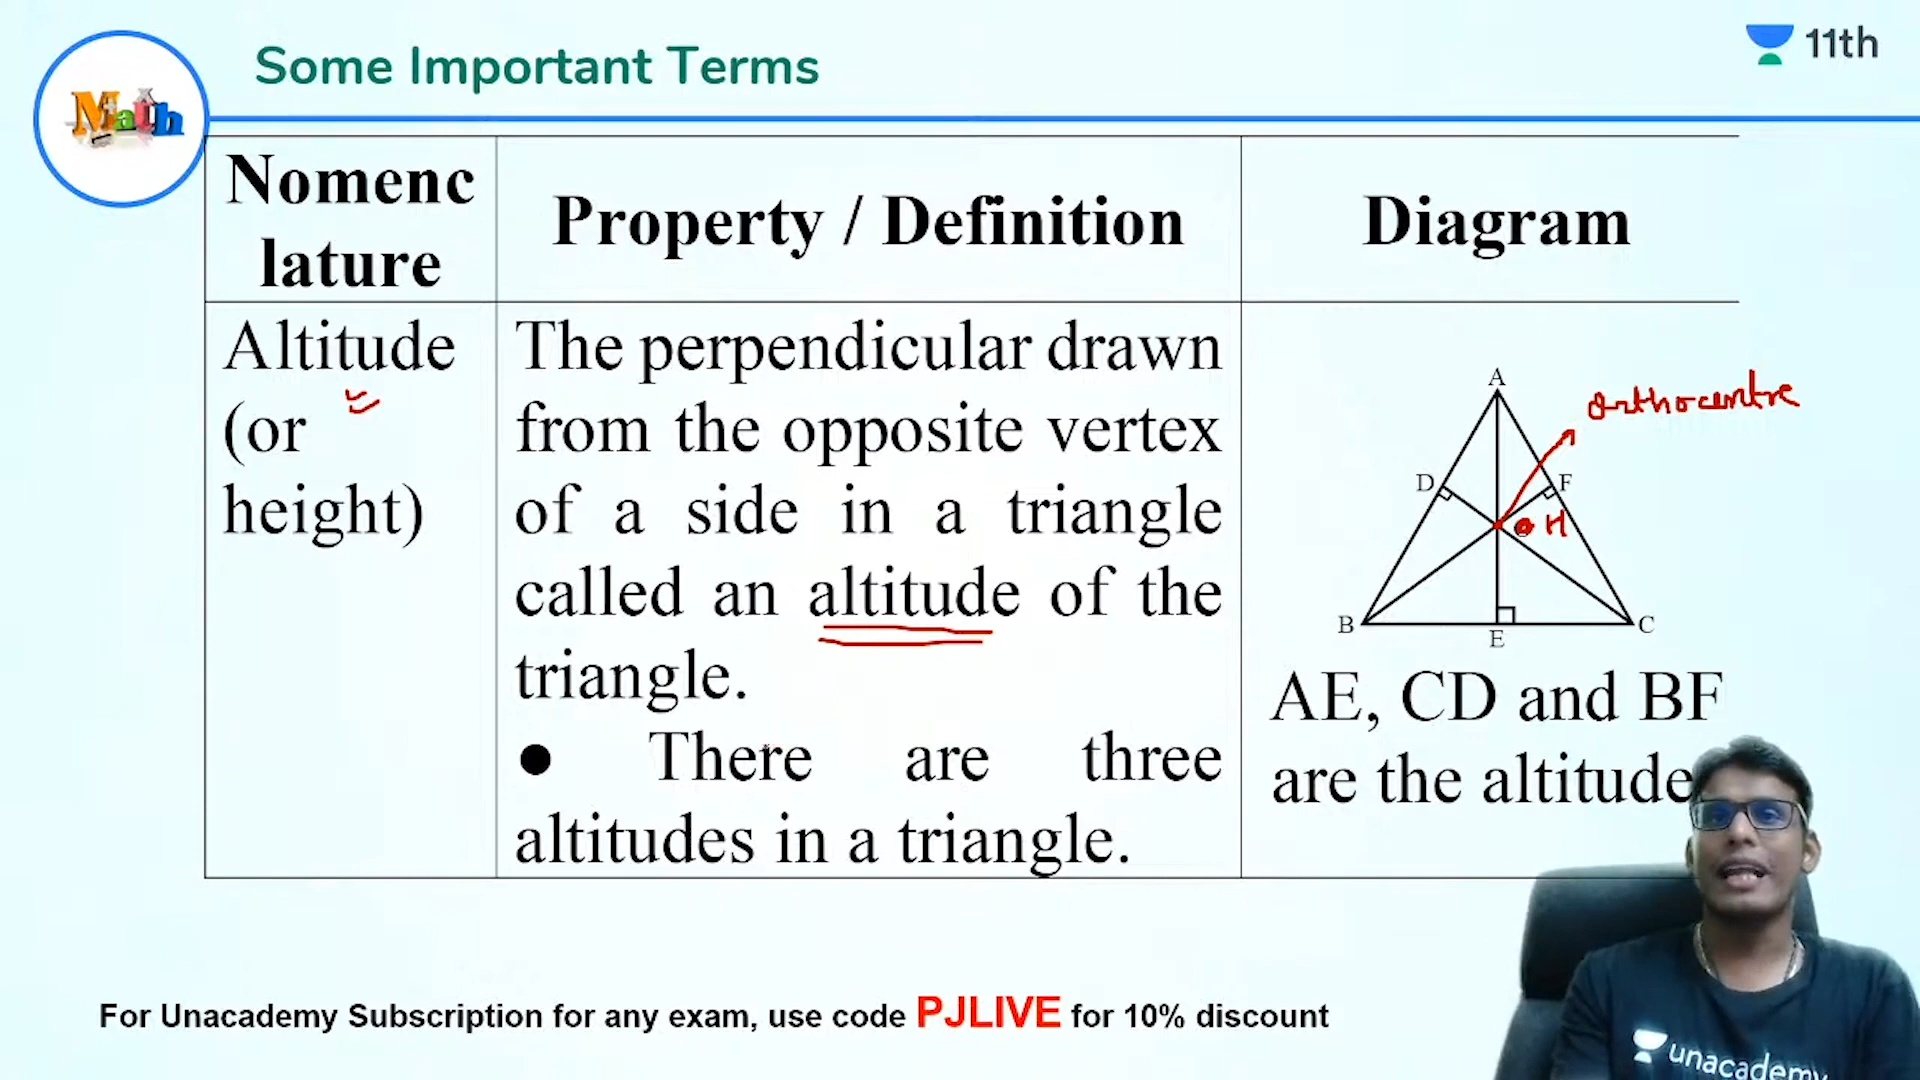 Some Important Terms
11th
Math
Nomenc
lature
Property / Definition
Diagram
Altitude
(or
height)
The perpendicular drawn
from the opposite vertex
of a side in a triangle
called an altitude of the
triangle.
● There are three
altitudes in a triangle.
A
Orthocentre
D
F
H
B
E
C
AE, CD and BF
are the altitude
For Unacademy Subscription for any exam, use code PJLIVE for 10% discount
unacademy